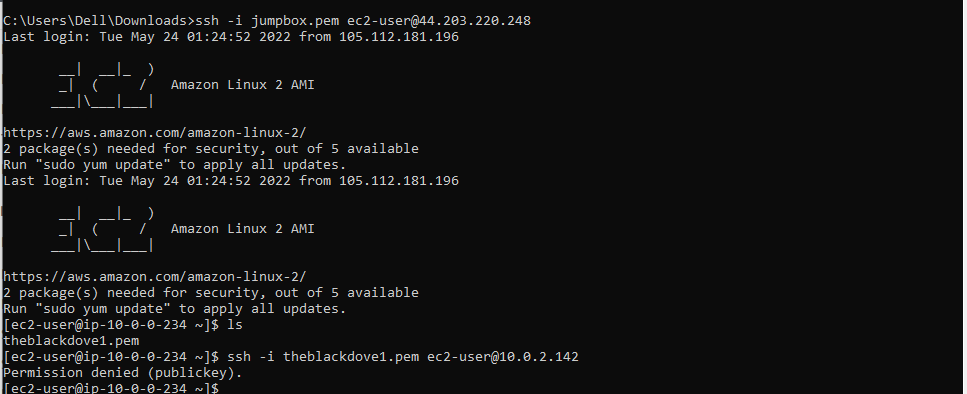 C:\Users\Dell\Downloads>ssh -i jumpbox.pem ec2-user@44.203.220.248
Last login: Tue May 24 01:24:52 2022 from 105.112.181.196
       __|  __|_  )
       _|  (     /   Amazon Linux 2 AMI
      ___|\___|___|
https://aws.amazon.com/amazon-linux-2/
2 package(s) needed for security, out of 5 available
Run "sudo yum update" to apply all updates.
Last login: Tue May 24 01:24:52 2022 from 105.112.181.196
       __|  __|_  )
       _|  (     /   Amazon Linux 2 AMI
      ___|\___|___|
https://aws.amazon.com/amazon-linux-2/
2 package(s) needed for security, out of 5 available
Run "sudo yum update" to apply all updates.
[ec2-user@ip-10-0-0-234 ~]$ ls
theblackdove1.pem
[ec2-user@ip-10-0-0-234 ~]$ ssh -i theblackdove1.pem ec2-user@10.0.2.142
Permission denied (publickey).
[ec2-user@ip-10-0-0-234 ~]$